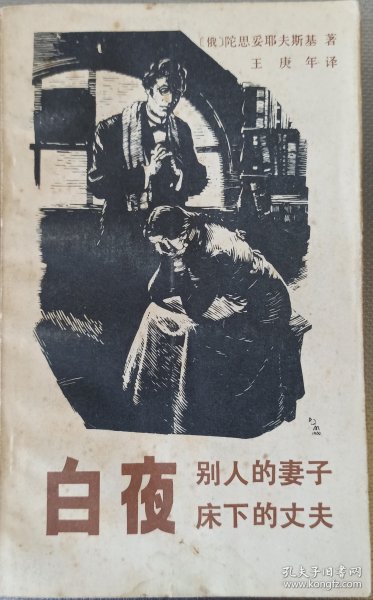 〔俄〕陀思妥耶夫斯基 著
王庚年译
白夜
别人的妻子
床下的丈夫
孔夫子旧书网
www.kongfz.com